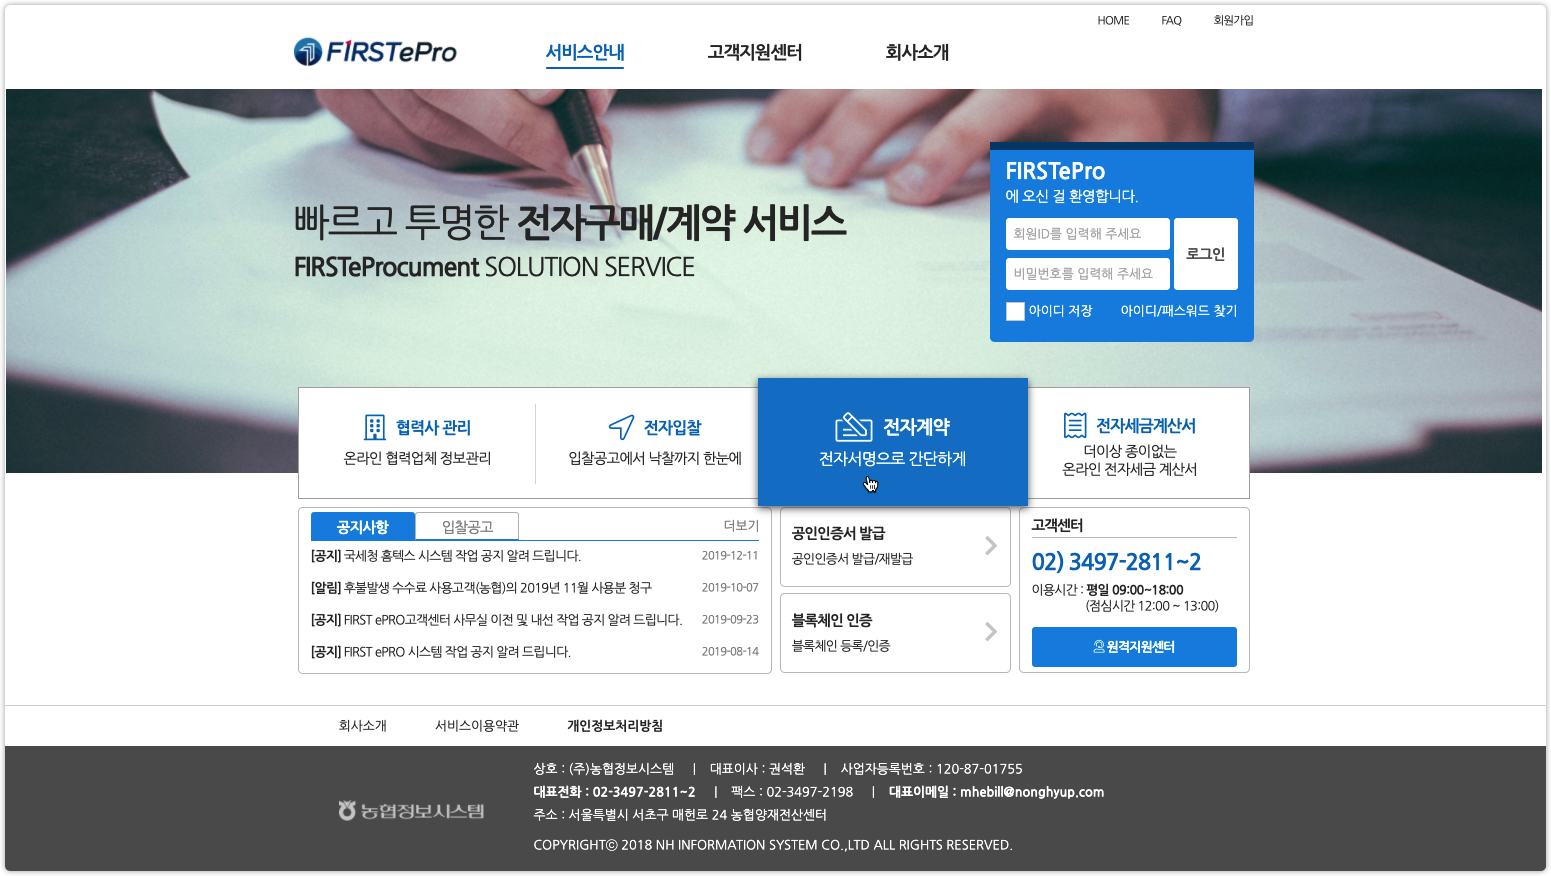 HOME FAQ 회원가입
FIRSTePro 서비스안내 고객지원센터 회사소개
빠르고 투명한 전자구매/계약 서비스
FIRSTeProcument SOLUTION SERVICE
FIRSTePro
에 오신 걸 환영합니다.
회원ID를 입력해 주세요
비밀번호를 입력해 주세요
로그인
아이디 저장 아이디/패스워드 찾기
협력사 관리
온라인 협력업체 정보관리
전자입찰
입찰공고에서 낙찰까지 한눈에
전자계약
전자서명으로 간단하게
전자세금계산서
더이상 종이없는
온라인 전자세금 계산서
공지사항 입찰공고 더보기
[공지] 국세청 홈텍스 시스템 작업 공지 알려 드립니다. 2019-12-11
[알림] 후불발생 수수료 사용고객(농협)의 2019년 11월 사용분 청구 2019-10-07
[공지] FIRST ePRO고객센터 사무실 이전 및 내선 작업 공지 알려 드립니다. 2019-09-23
[공지] FIRST ePRO 시스템 작업 공지 알려 드립니다. 2019-08-14
공인인증서 발급
공인인증서 발급/재발급
블록체인 인증
블록체인 등록/인증
고객센터
02) 3497-2811~2
이용시간 : 평일 09:00~18:00
(점심시간 12:00 ~ 13:00)
원격지원센터
회사소개 서비스이용약관 개인정보처리방침
농협정보시스템
상호 : (주)농협정보시스템 | 대표이사 : 권석환 | 사업자등록번호 : 120-87-01755
대표전화 : 02-3497-2811~2 | 팩스 : 02-3497-2198 | 대표이메일 : mhebill@nonghyup.com
주소 : 서울특별시 서초구 매헌로 24 농협양재전산센터
COPYRIGHTⓒ 2018 NH INFORMATION SYSTEM CO.,LTD ALL RIGHTS RESERVED.